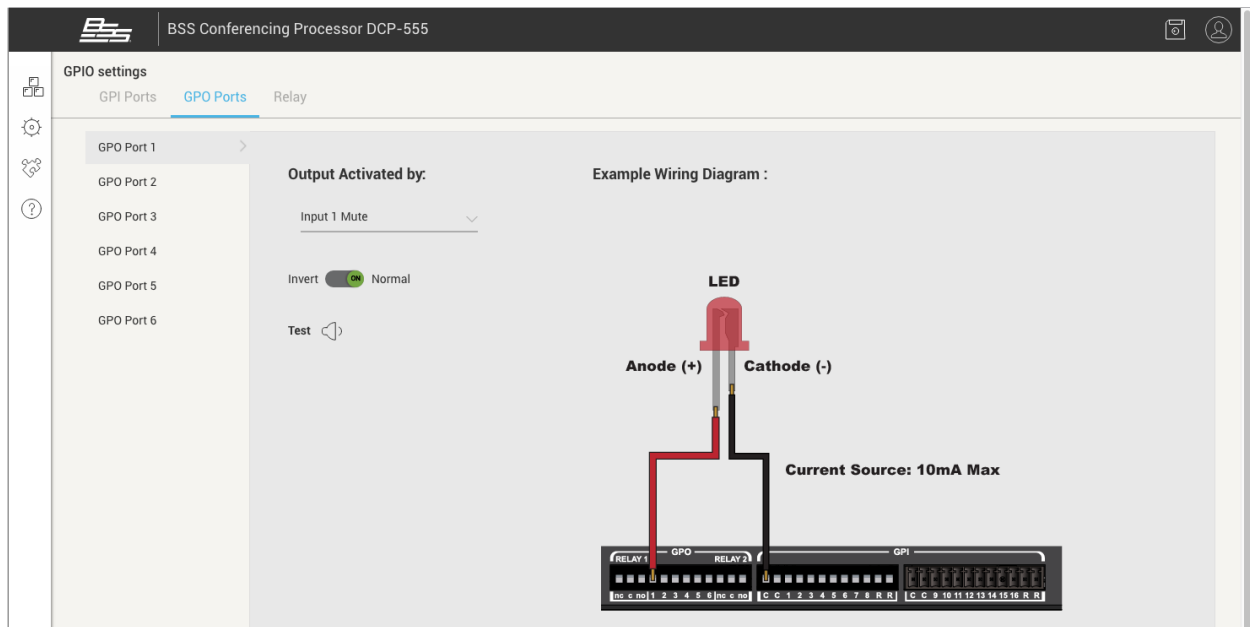 BSS BSS Conferencing Processor DCP-555
GPIO settings
GPI Ports GPO Ports Relay
GPO Port 1
GPO Port 2
GPO Port 3
GPO Port 4
GPO Port 5
GPO Port 6
Output Activated by:
Input 1 Mute
Invert ON Normal
Test
Example Wiring Diagram :
LED
Anode (+) Cathode (-)
Current Source: 10mA Max
GPO GPI
RELAY 1 RELAY 2
nc c no 1 2 3 4 5 6 nc c no C C 1 2 3 4 5 6 7 8 R R C C 9 10 11 12 13 14 15 16 R R